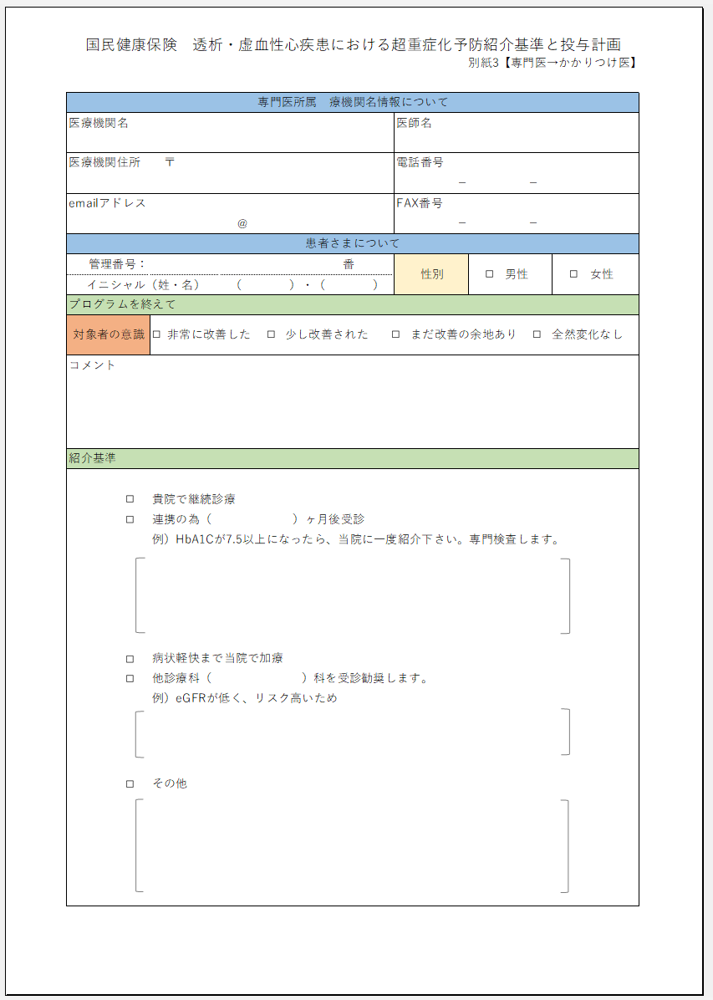 国民健康保険　透析・虚血性心疾患における超重症化予防紹介基準と投与計画
別紙3【専門医→かかりつけ医】
専門医所属　療機関名情報について
医療機関名　医師名
医療機関住所　〒　電話番号
－　－
emailアドレス　FAX番号
@　－　－
患者さまについて
管理番号：　番
イニシャル（姓・名）　（　　）・（　　）
性別　□　男性　□　女性
プログラムを終えて
対象者の意識　□ 非常に改善した　□　少し改善された　□　まだ改善の余地あり　□　全然変化なし
コメント
紹介基準
□　貴院で継続診療
□　連携の為（　　　）ヶ月後受診
例）HbA1Cが7.5以上になったら、当院に一度紹介下さい。専門検査します。
□　病状軽快まで当院で加療
□　他診療科（　　　）科を受診勧奨します。
例）eGFRが低く、リスク高いため
□　その他